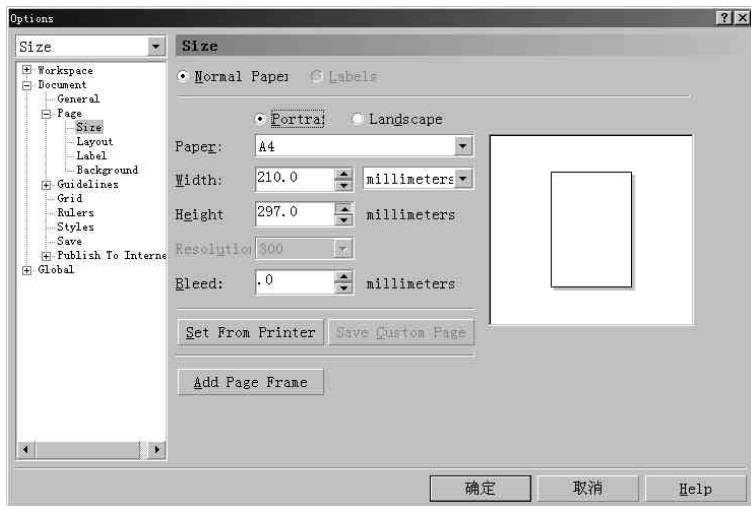 Options
Size
Workspace
Document
General
Page
Size
Layout
Label
Background
Guidelines
Grid
Rulers
Styles
Save
Publish To Interne
Global
Size
Normal Paper Labels
Portrai Landscape
Paper: A4
Width: 210.0 millimeters
Height 297.0 millimeters
Resolution 300
Bleed: .0 millimeters
Set From Printer Save Custom Page
Add Page Frame
确定 取消 Help